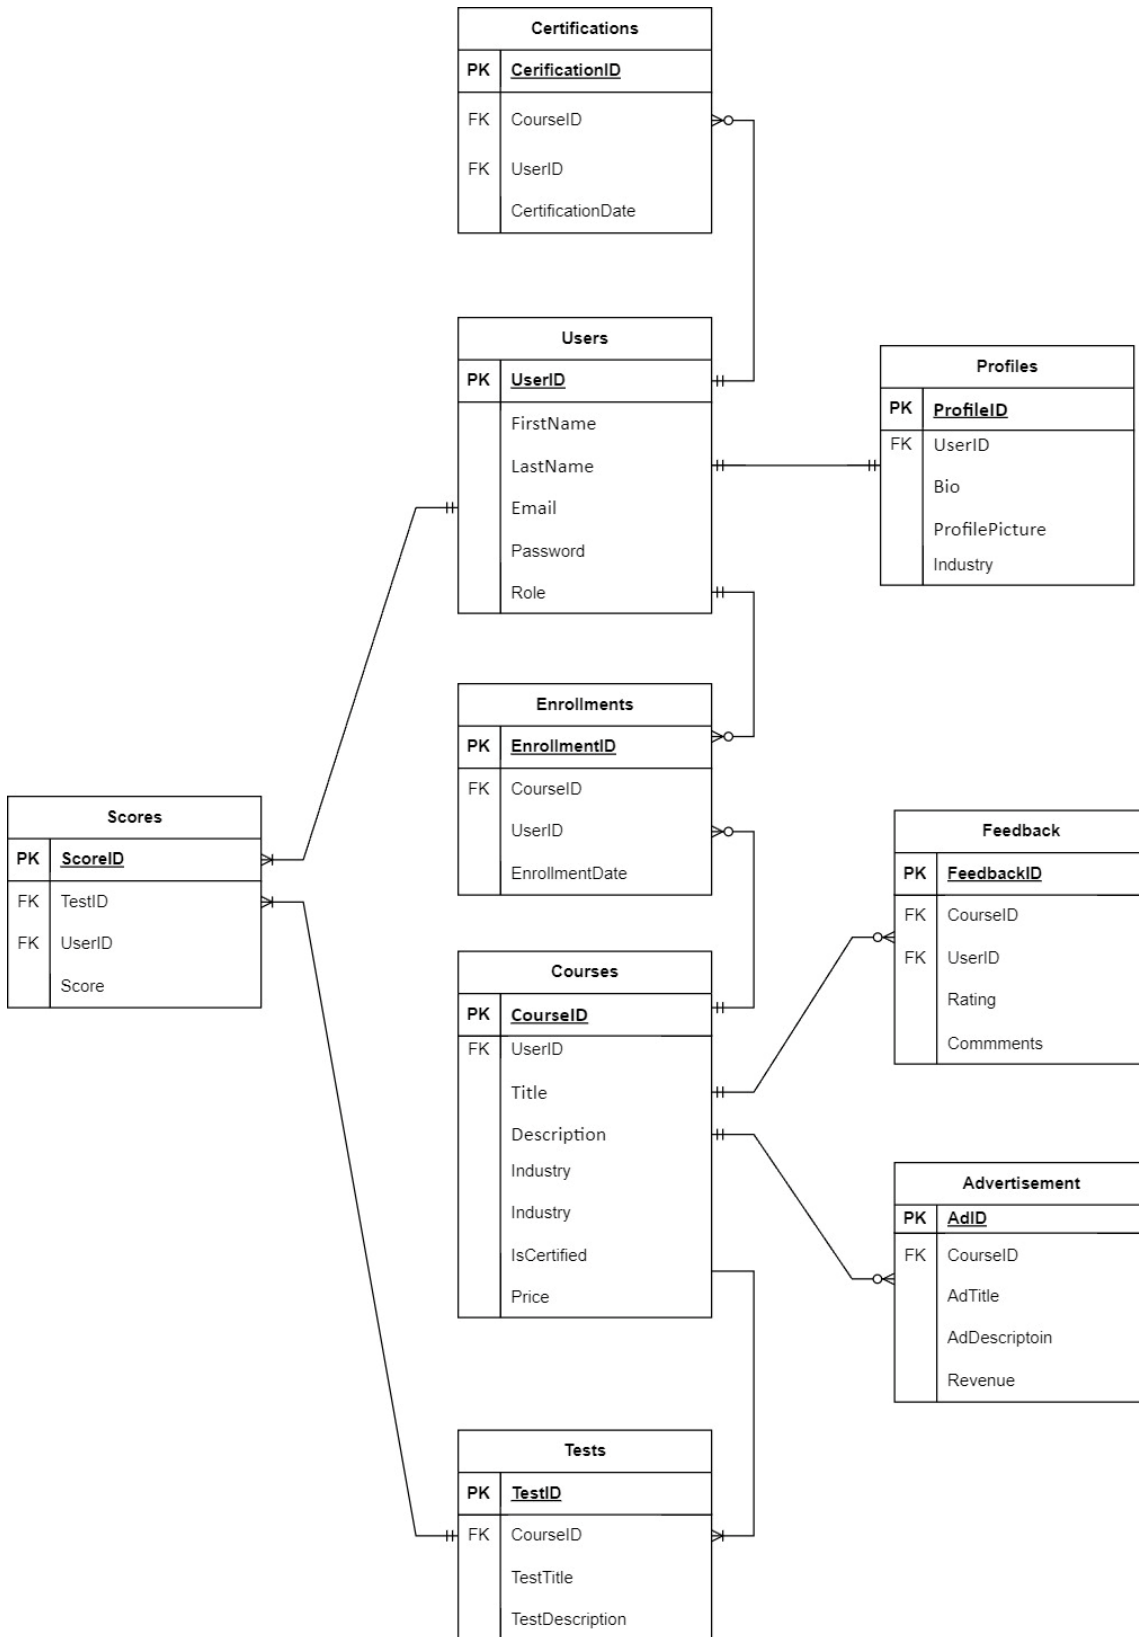 Certifications
PK CerificationID
FK CourseID
FK UserID
CertificationDate
Users
PK UserID
FirstName
LastName
Email
Password
Role
Profiles
PK ProfileID
FK UserID
Bio
ProfilePicture
Industry
Enrollments
PK EnrollmentID
FK CourseID
UserID
EnrollmentDate
Scores
PK ScoreID
FK TestID
FK UserID
Score
Feedback
PK FeedbackID
FK CourseID
FK UserID
Rating
Commments
Courses
PK CourseID
FK UserID
Title
Description
Industry
Industry
IsCertified
Price
Advertisement
PK AdID
FK CourseID
AdTitle
AdDescriptoin
Revenue
Tests
PK TestID
FK CourseID
TestTitle
TestDescription